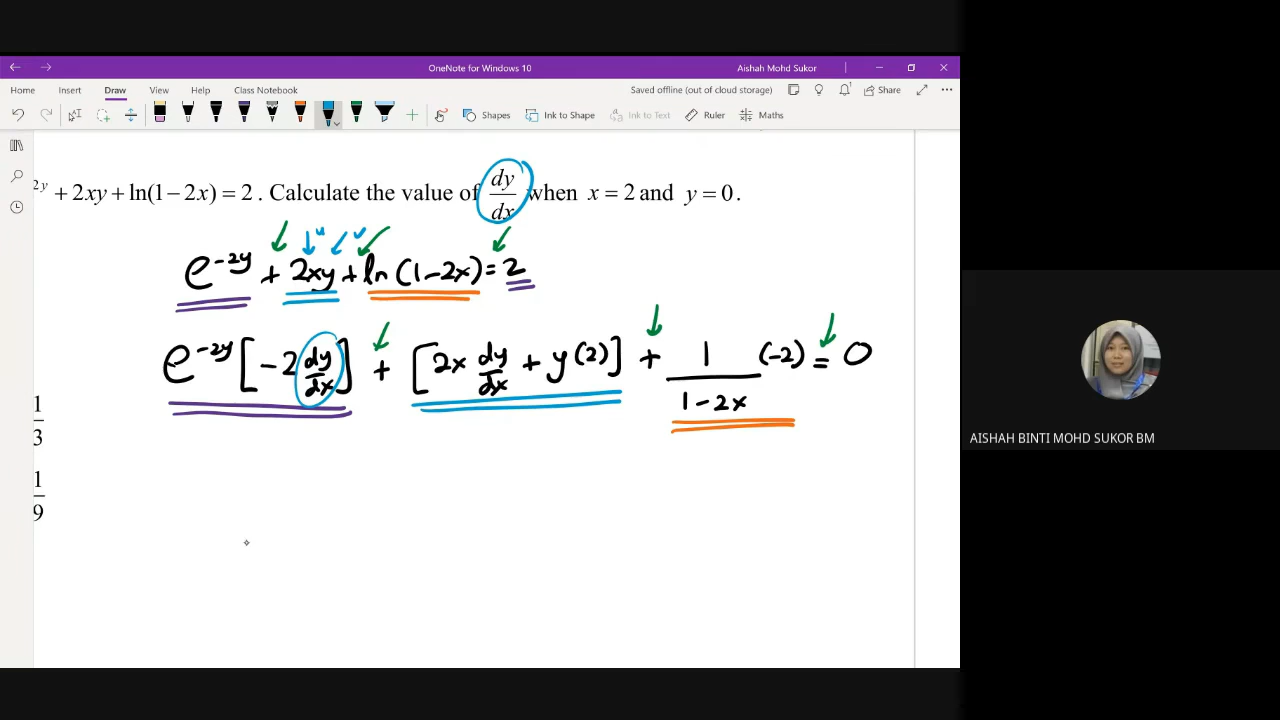 OneNote for Windows 10
Aishah Mohd Sukor
Home Insert Draw View Help Class Notebook
Saved offline (out of cloud storage)
Share
Shapes Ink to Shape Ink to Text Ruler Maths
2y + 2xy + ln(1 − 2x) = 2 . Calculate the value of dy/dx when x = 2 and y = 0.
u v
e^-2y + 2xy + ln (1-2x) = 2
e^-2y [-2 dy/dx] + [2x dy/dx + y(2)] + 1/(1-2x) (-2) = 0
1/3
1/9
AISHAH BINTI MOHD SUKOR BM